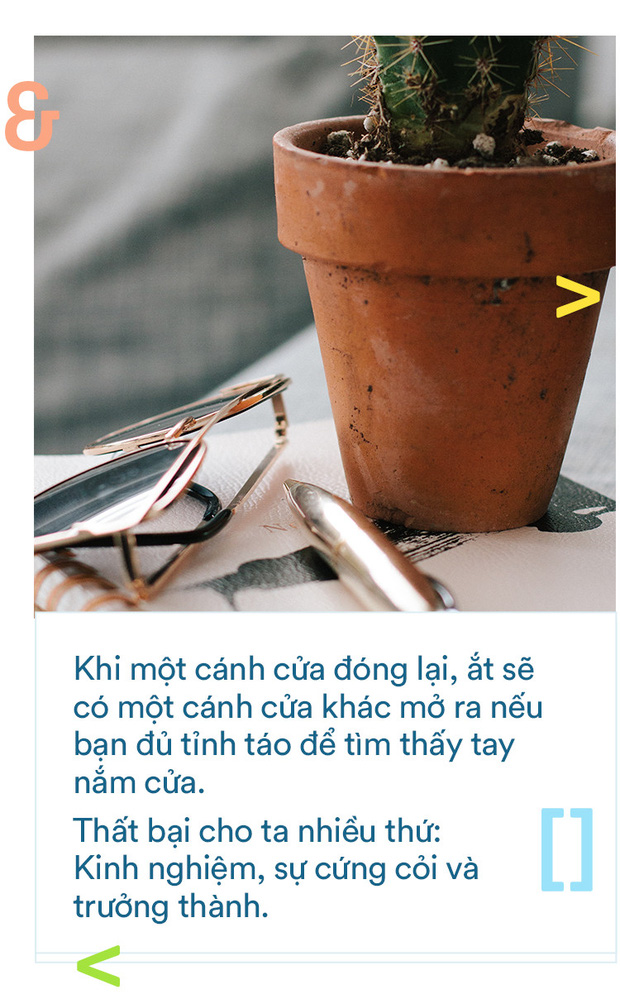 &
>
Khi một cánh cửa đóng lại, ắt sẽ
có một cánh cửa khác mở ra nếu
bạn đủ tỉnh táo để tìm thấy tay
nắm cửa.
Thất bại cho ta nhiều thứ:
Kinh nghiệm, sự cứng cỏi và
trưởng thành.
[]
<